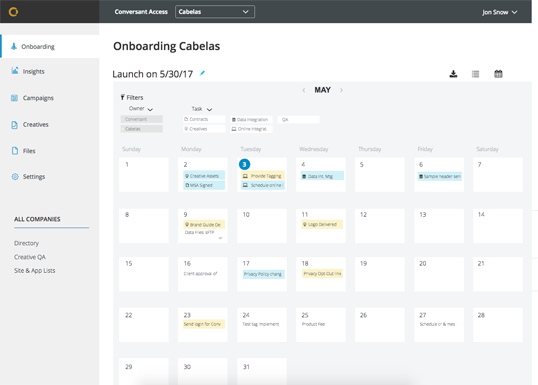 Conversant Access
Cabelas
Jon Snow
Onboarding
Insights
Campaigns
Creatives
Files
Settings
ALL COMPANIES
Directory
Creative QA
Site & App Lists
Onboarding Cabelas
Launch on 5/30/17
MAY
Filters
Owner
Task
Conversant
Contracts
Data Integration
QA
Cabelas
Creatives
Online Integrat.
Sunday Monday Tuesday Wednesday Thursday Friday Saturday
1 2 3 4 5 6 7
Creative Assets
Provide Tagging
Data Int. Mtg
Sample header seri
MSA Signed
Schedule online
8 9 10 11 12 13 14
Brand Guide De
Logo Delivered
Data Files: sFTP
15 16 17 18 19 20 21
Client approval of
Privacy Policy chang
Privacy Opt Out
22 23 24 25 26 27 28
Send login for Conv
Test tag implement
Product Fee
Schedule cr & meo
29 30 31